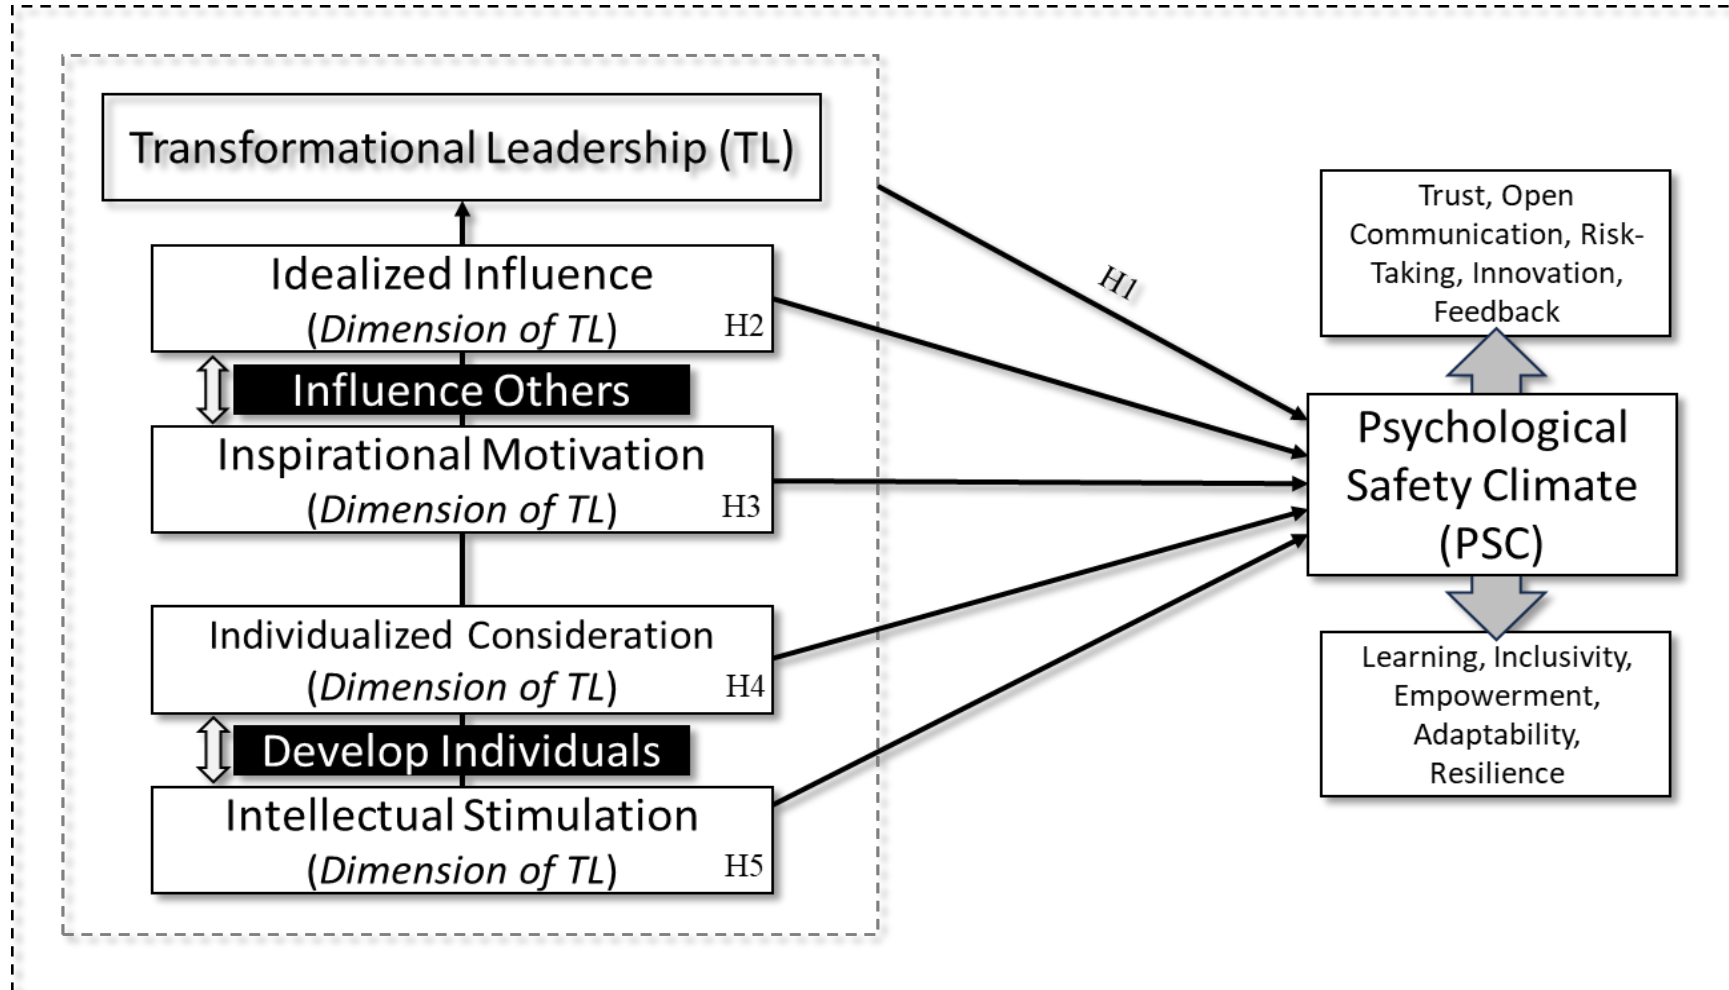 Transformational Leadership (TL)
Idealized Influence
(Dimension of TL)
H2
Influence Others
Inspirational Motivation
(Dimension of TL)
H3
Individualized Consideration
(Dimension of TL)
H4
Develop Individuals
Intellectual Stimulation
(Dimension of TL)
H5
H1
Trust, Open
Communication, Risk-
Taking, Innovation,
Feedback
Psychological
Safety Climate
(PSC)
Learning, Inclusivity,
Empowerment,
Adaptability,
Resilience